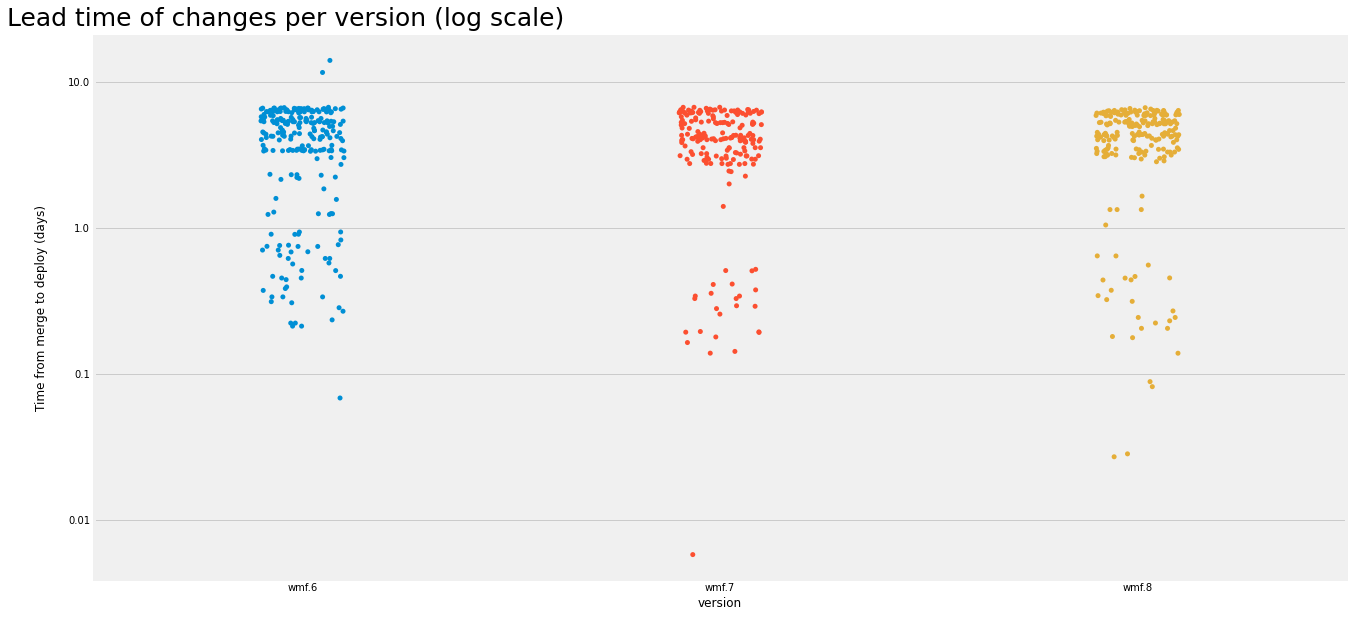 Lead time of changes per version (log scale)
Time from merge to deploy (days)
10.0
1.0
0.1
0.01
wmf.6
wmf.7
wmf.8
version